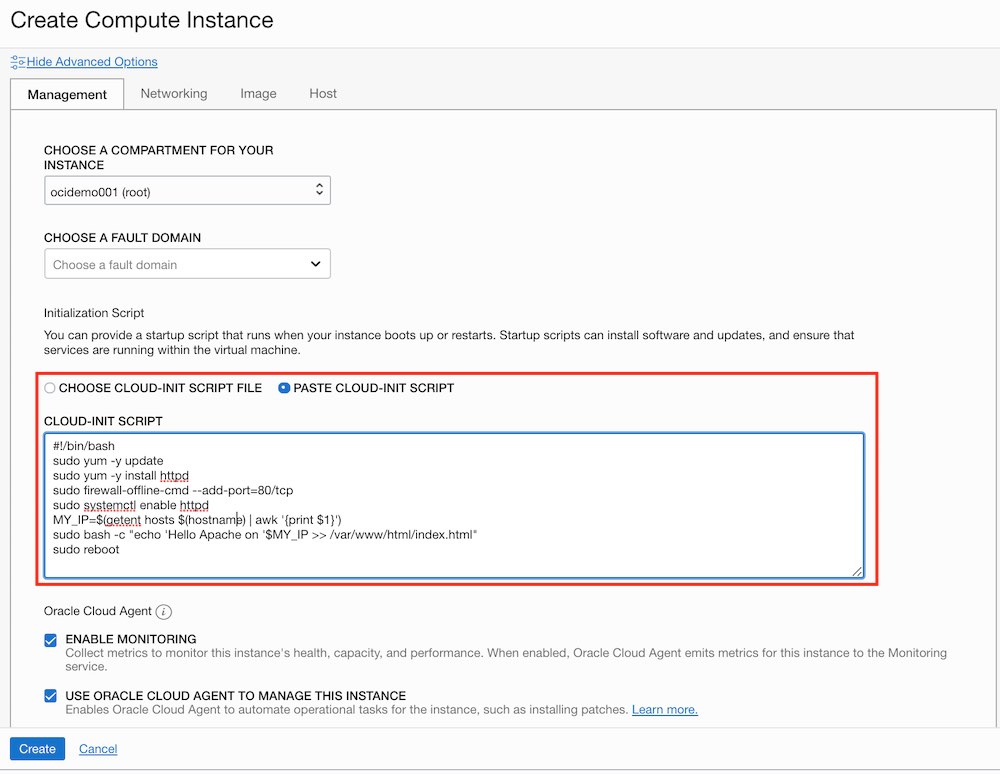 Create Compute Instance
Hide Advanced Options
Management Networking Image Host
CHOOSE A COMPARTMENT FOR YOUR
INSTANCE
ocidemo001 (root)
CHOOSE A FAULT DOMAIN
Choose a fault domain
Initialization Script
You can provide a startup script that runs when your instance boots up or restarts. Startup scripts can install software and updates, and ensure that
services are running within the virtual machine.
CHOOSE CLOUD-INIT SCRIPT FILE PASTE CLOUD-INIT SCRIPT
CLOUD-INIT SCRIPT
#!/bin/bash
sudo yum -y update
sudo yum -y install httpd
sudo firewall-offline-cmd --add-port=80/tcp
sudo systemctl enable httpd
MY_IP=$(getent hosts $(hostname) | awk '{print $1}')
sudo bash -c "echo 'Hello Apache on '$MY_IP >> /var/www/html/index.html"
sudo reboot
Oracle Cloud Agent i
ENABLE MONITORING
Collect metrics to monitor this instance's health, capacity, and performance. When enabled, Oracle Cloud Agent emits metrics for this instance to the Monitoring
service.
USE ORACLE CLOUD AGENT TO MANAGE THIS INSTANCE
Enables Oracle Cloud Agent to automate operational tasks for the instance, such as installing patches. Learn more.
Create Cancel